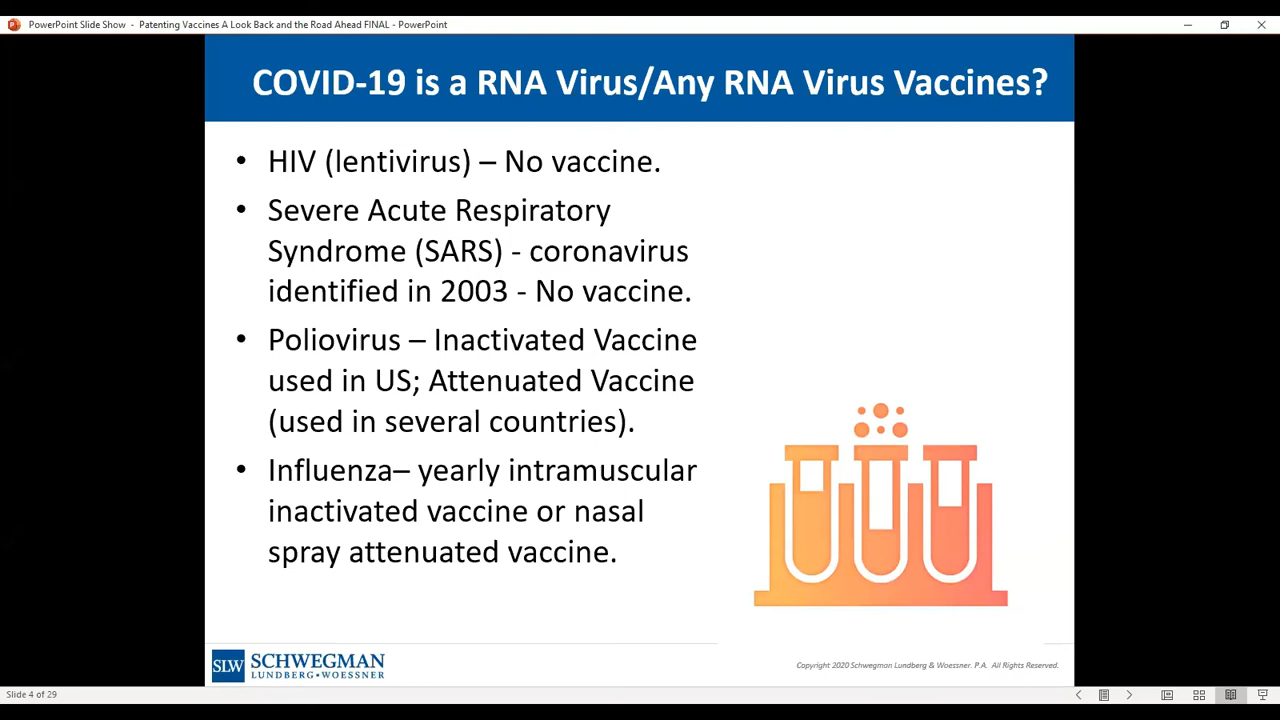 PowerPoint Slide Show - Patenting Vaccines A Look Back and the Road Ahead FINAL - PowerPoint
COVID-19 is a RNA Virus/Any RNA Virus Vaccines?
• HIV (lentivirus) – No vaccine.
• Severe Acute Respiratory
Syndrome (SARS) - coronavirus
identified in 2003 - No vaccine.
• Poliovirus – Inactivated Vaccine
used in US; Attenuated Vaccine
(used in several countries).
• Influenza– yearly intramuscular
inactivated vaccine or nasal
spray attenuated vaccine.
SLW SCHWEGMAN
LUNDBERG • WOESSNER
Copyright 2020 Schwegman Lundberg & Woessner. P.A. All Rights Reserved.
Slide 4 of 29